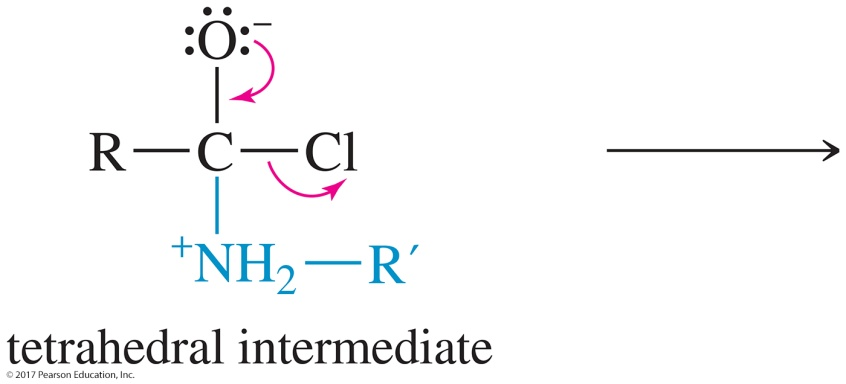 :Ö:⁻
R—C—Cl
⁺NH₂—R′
tetrahedral intermediate
© 2017 Pearson Education, Inc.